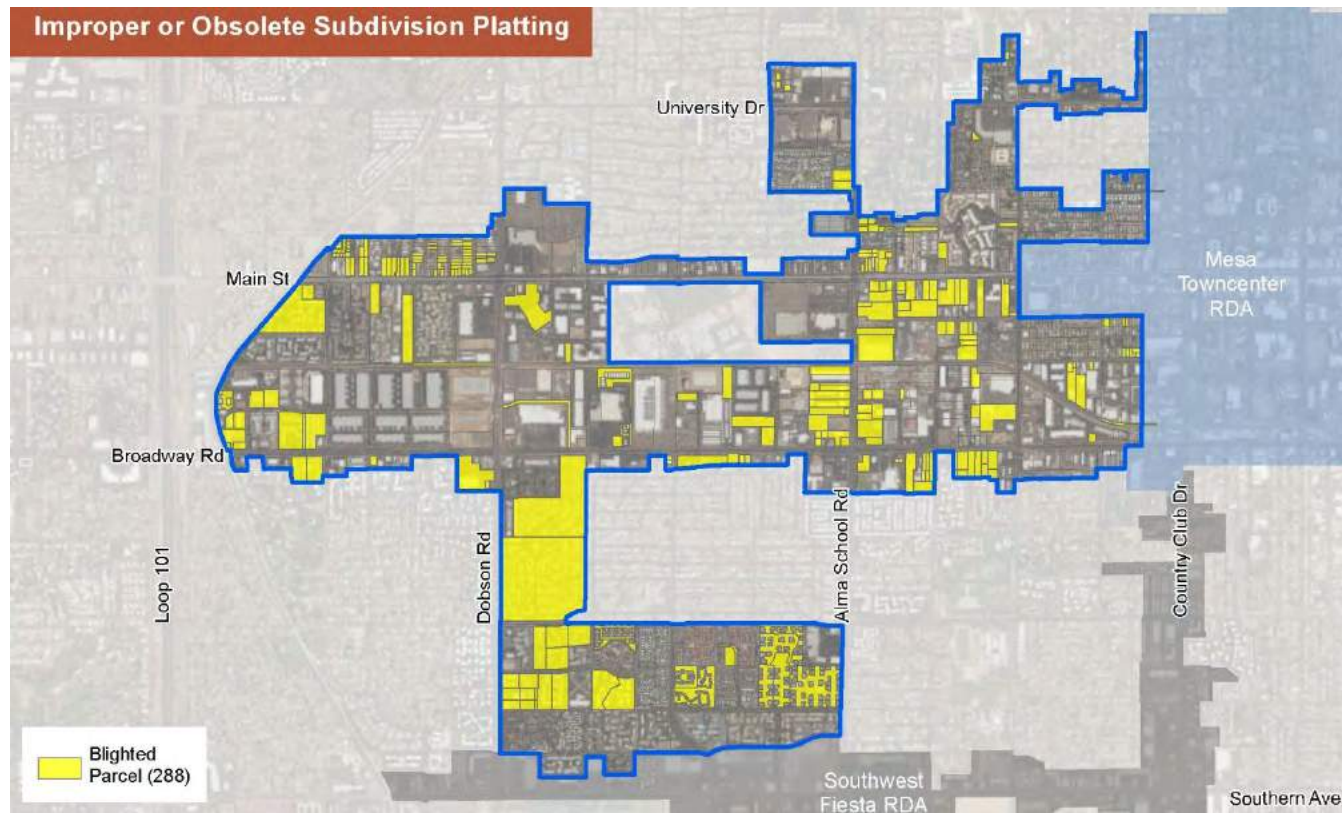 Improper or Obsolete Subdivision Platting
University Dr
Main St
Mesa
Towncenter
RDA
Broadway Rd
Loop 101
Dobson Rd
Alma School Rd
Country Club Dr
Blighted
Parcel (288)
Southwest
Fiesta RDA
Southern Ave